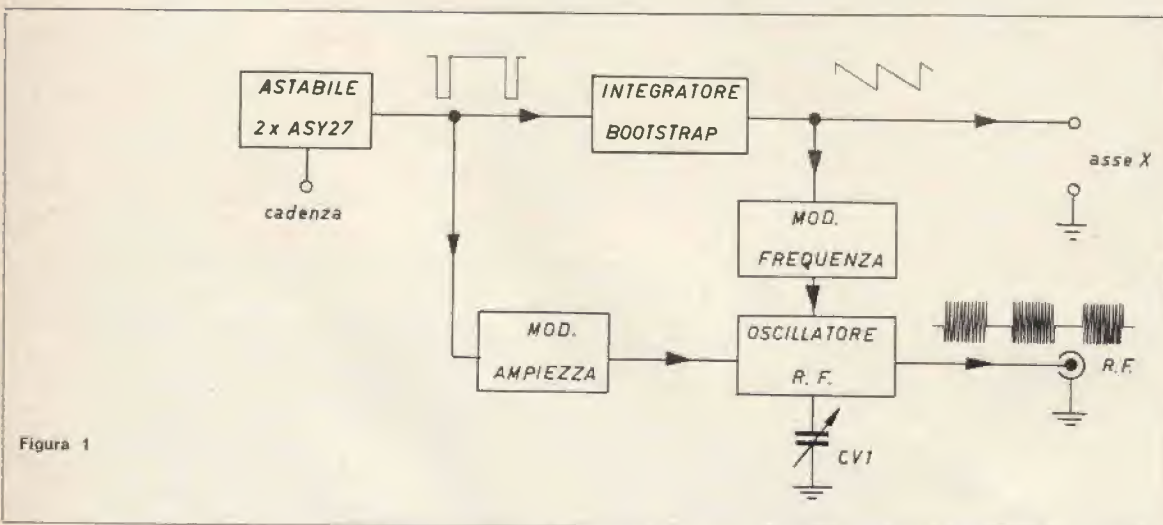 ASTABILE
2 x ASY27
cadenza
INTEGRATORE
BOOTSTRAP
asse X
MOD.
FREQUENZA
MOD.
AMPIEZZA
OSCILLATORE
R. F.
R.F.
CV1
Figura 1